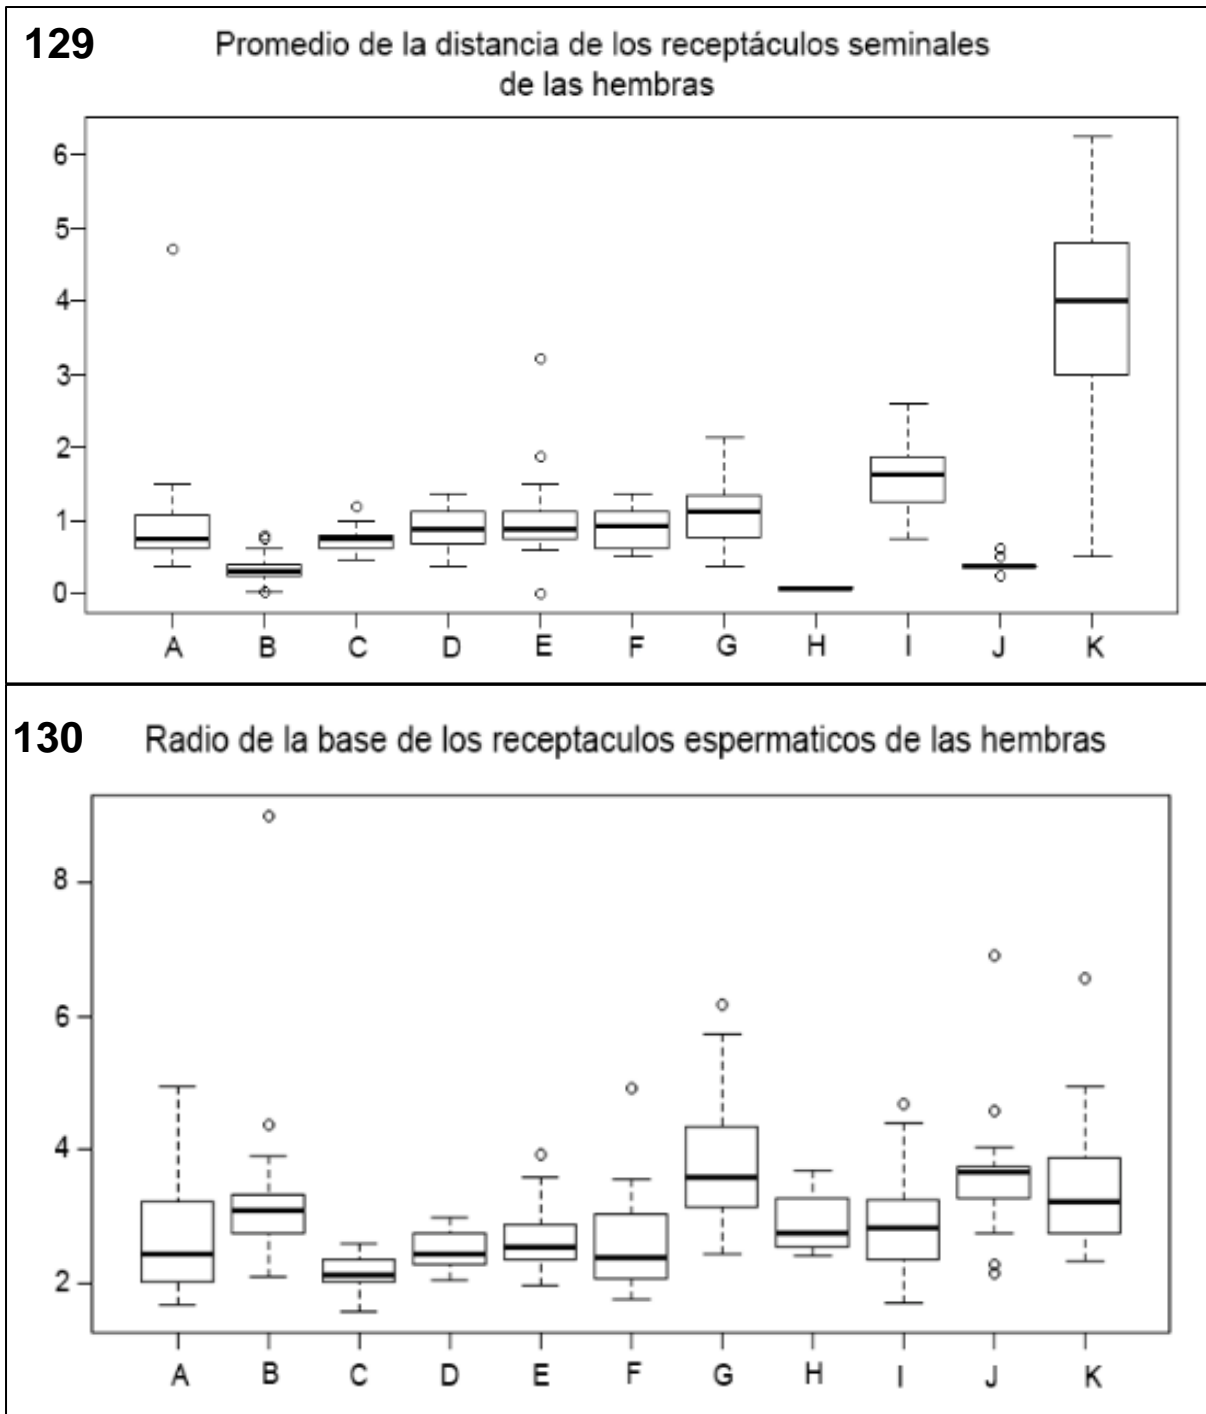 129
Promedio de la distancia de los receptáculos seminales
de las hembras
6
5
4
3
2
1
0
A B C D E F G H I J K
130
Radio de la base de los receptaculos espermaticos de las hembras
8
6
4
2
A B C D E F G H I J K